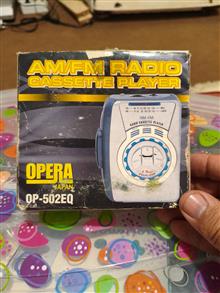 AM/FM RADIO
CASSETTE PLAYER
OPERA
JAPAN
OP-502EQ